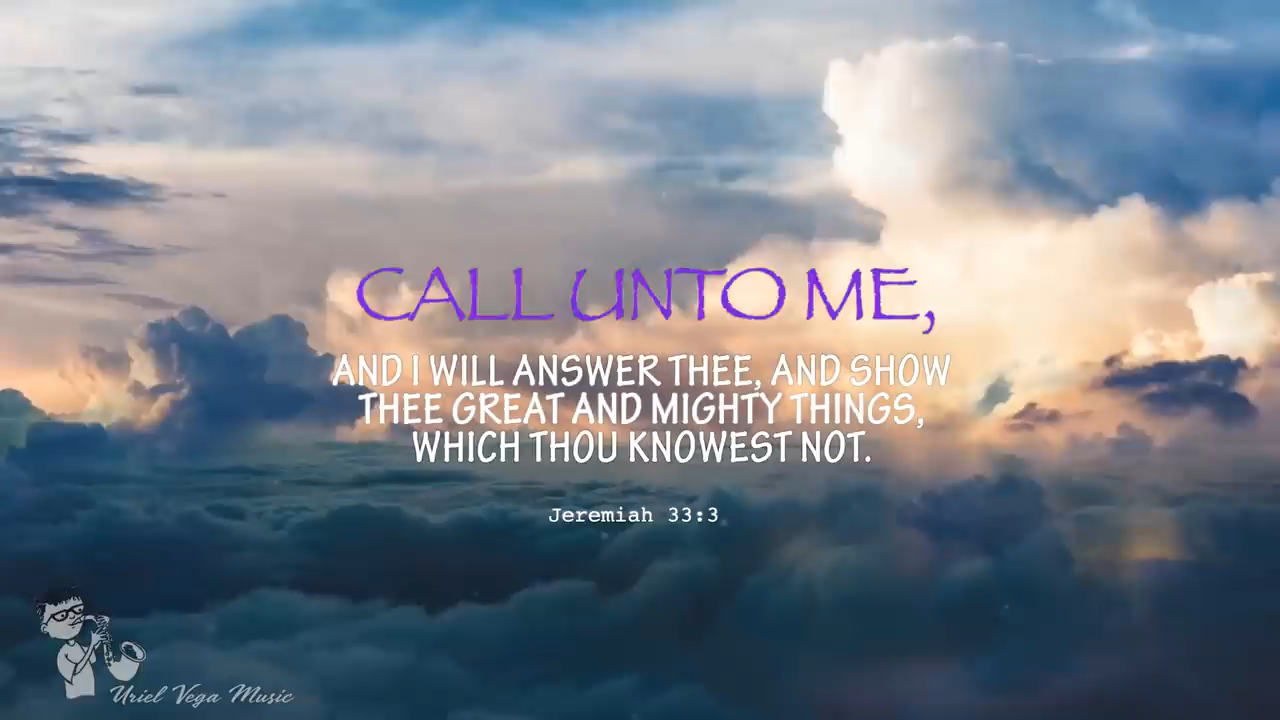 CALL UNTO ME,
AND I WILL ANSWER THEE, AND SHOW
THEE GREAT AND MIGHTY THINGS,
WHICH THOU KNOWEST NOT.
Jeremiah 33:3
Uriel Vega Music